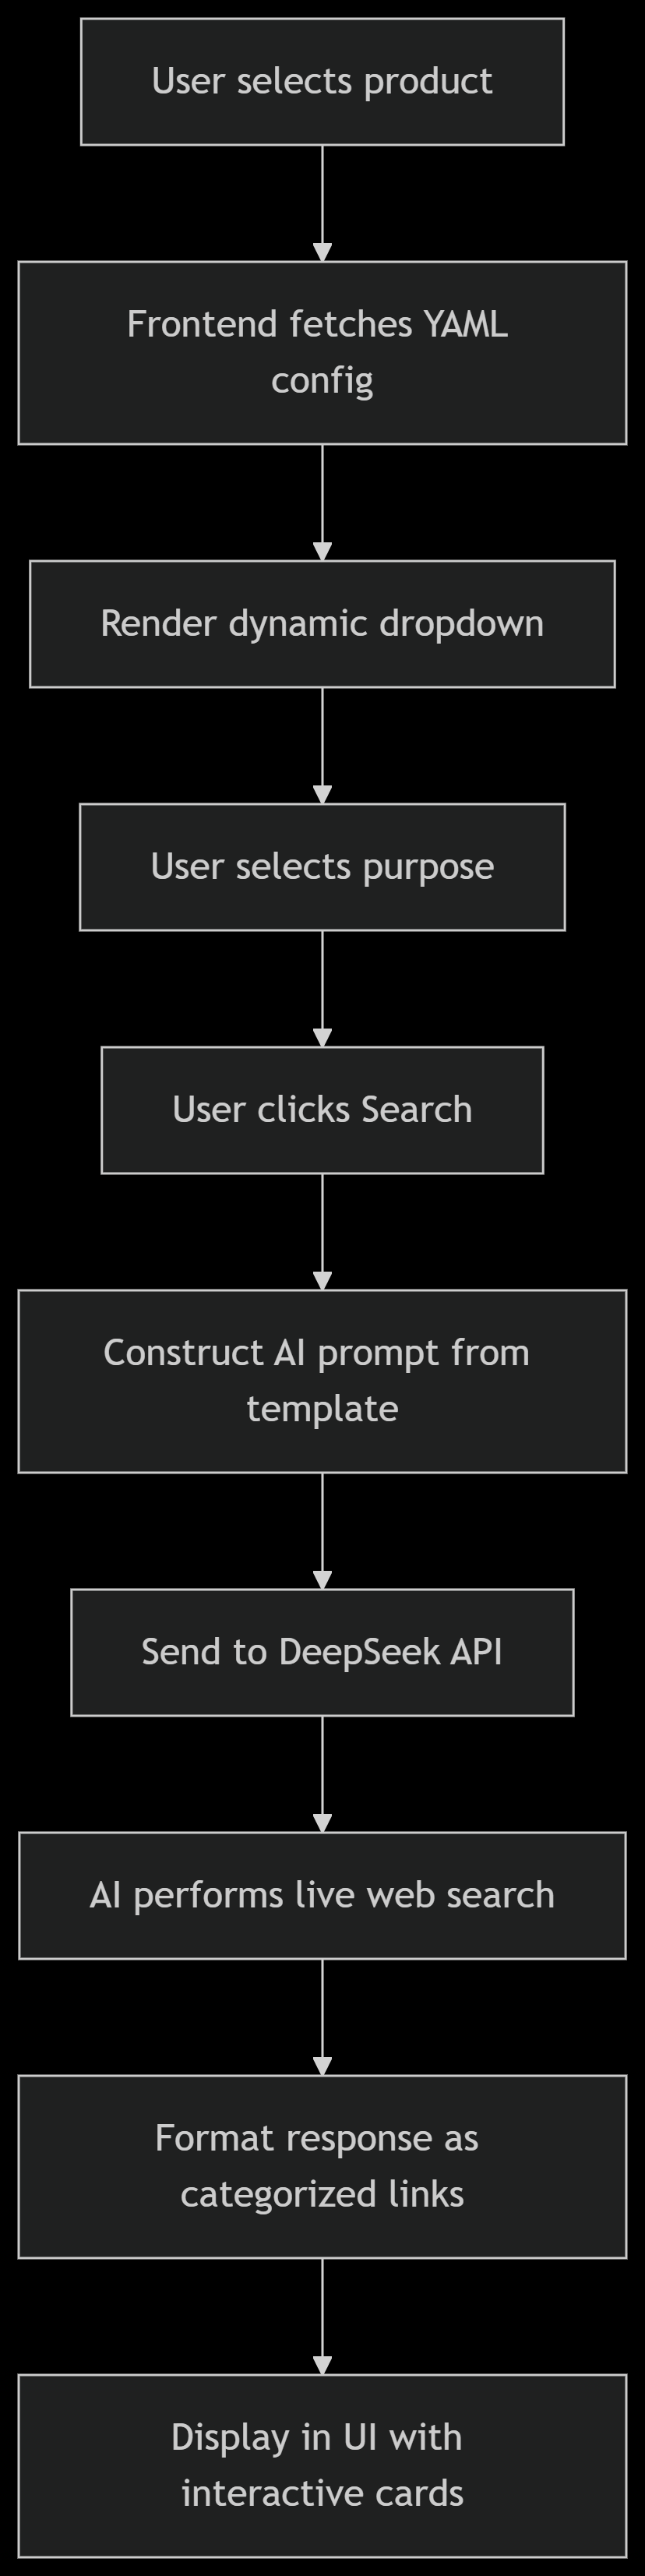 User selects product
Frontend fetches YAML
config
Render dynamic dropdown
User selects purpose
User clicks Search
Construct AI prompt from
template
Send to DeepSeek API
AI performs live web search
Format response as
categorized links
Display in UI with
interactive cards